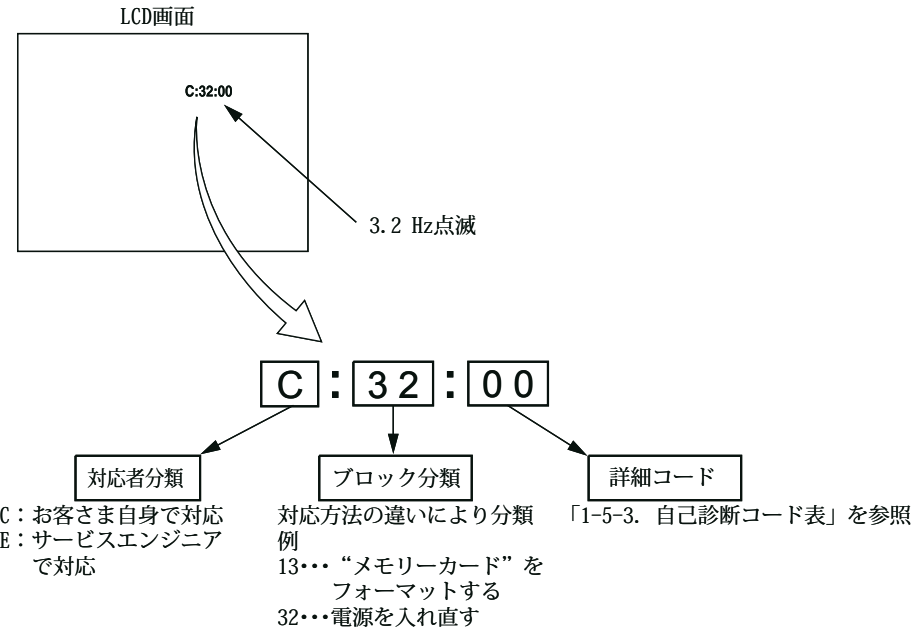 LCD画面
C:32:00
3.2 Hz点滅
C : 32 : 00
対応者分類
ブロック分類
詳細コード
C：お客さま自身で対応
E：サービスエンジニア
で対応
対応方法の違いにより分類
例
13･･･“メモリーカード”を
フォーマットする
32･･･電源を入れ直す
「1-5-3. 自己診断コード表」を参照